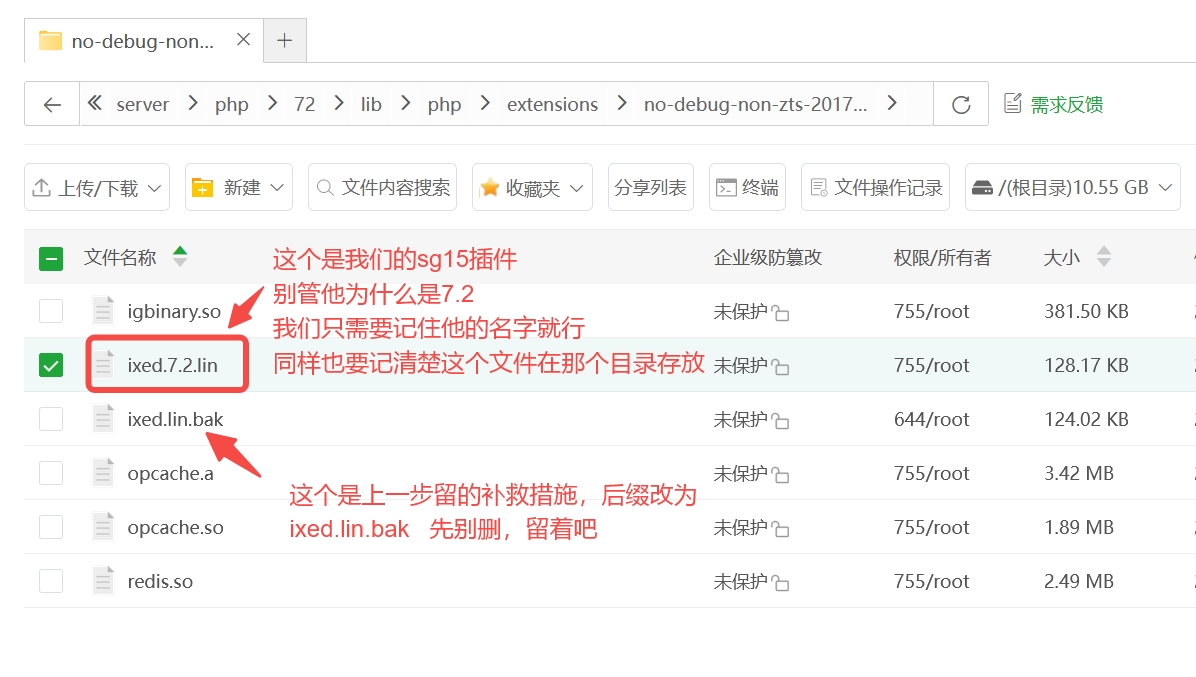 no-debug-non...
server php 72 lib php extensions no-debug-non-zts-2017...
需求反馈
上传/下载 新建 文件内容搜索 收藏夹 分享列表 终端 文件操作记录 /(根目录)10.55 GB
文件名称 企业级防篡改 权限/所有者 大小
这个是我们的sg15插件
别管他为什么是7.2
我们只需要记住他的名字就行
同样也要记清楚这个文件在那个目录存放
igbinary.so 未保护 755/root 381.50 KB
ixed.7.2.lin 未保护 755/root 128.17 KB
ixed.lin.bak 未保护 644/root 124.02 KB
opcache.a 未保护 755/root 3.42 MB
这个是上一步留的补救措施，后缀改为
ixed.lin.bak 先别删，留着吧
opcache.so 未保护 755/root 1.89 MB
redis.so 未保护 755/root 2.49 MB